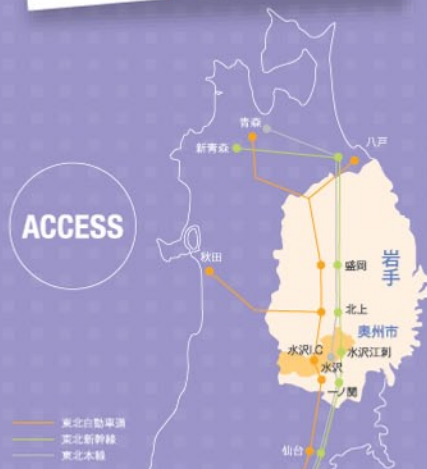 青森
新青森
八戸
ACCESS
秋田
盛岡
岩手
北上
奥州市
水沢I.C
水沢江刺
水沢
一ノ関
東北自動車道
東北新幹線
東北本線
仙台